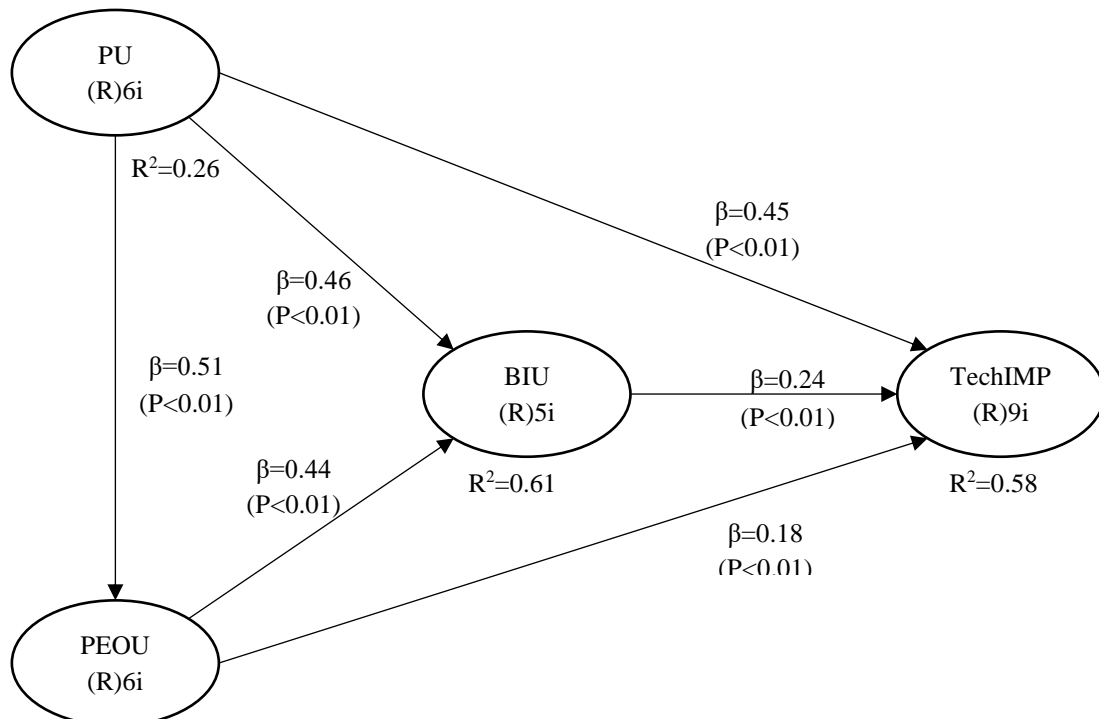 PU
(R)6i
R²=0.26
β=0.45
(P<0.01)
β=0.46
(P<0.01)
β=0.51
(P<0.01)
BIU
(R)5i
β=0.24
(P<0.01)
TechIMP
(R)9i
β=0.44
(P<0.01)
R²=0.61
R²=0.58
β=0.18
(P<0.01)
PEOU
(R)6i